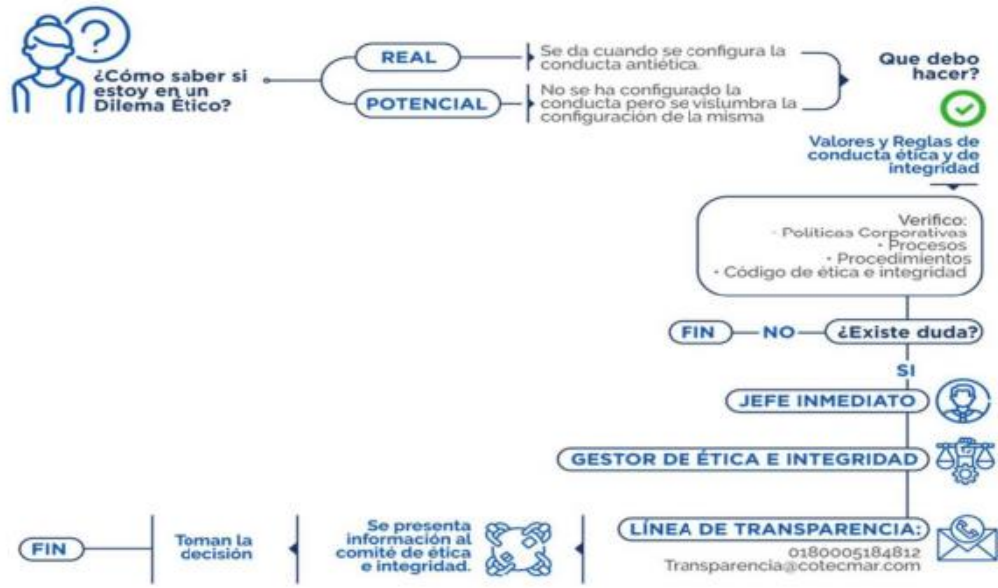 ¿Cómo saber si
estoy en un
Dilema Ético?
REAL
Se da cuando se configura la
conducta antiética.
POTENCIAL
No se ha configurado la
conducta pero se vislumbra la
configuración de la misma
Que debo
hacer?
Valores y Reglas de
conducta ética y de
integridad
Verifico:
· Políticas Corporativas
• Procesos
• Procedimientos
• Código de ética e integridad
¿Existe duda?
NO
FIN
SI
JEFE INMEDIATO
GESTOR DE ÉTICA E INTEGRIDAD
LÍNEA DE TRANSPARENCIA:
0180005184812
Transparencia@cotecmar.com
Se presenta
información al
comité de ética
e integridad.
Toman la
decisión
FIN